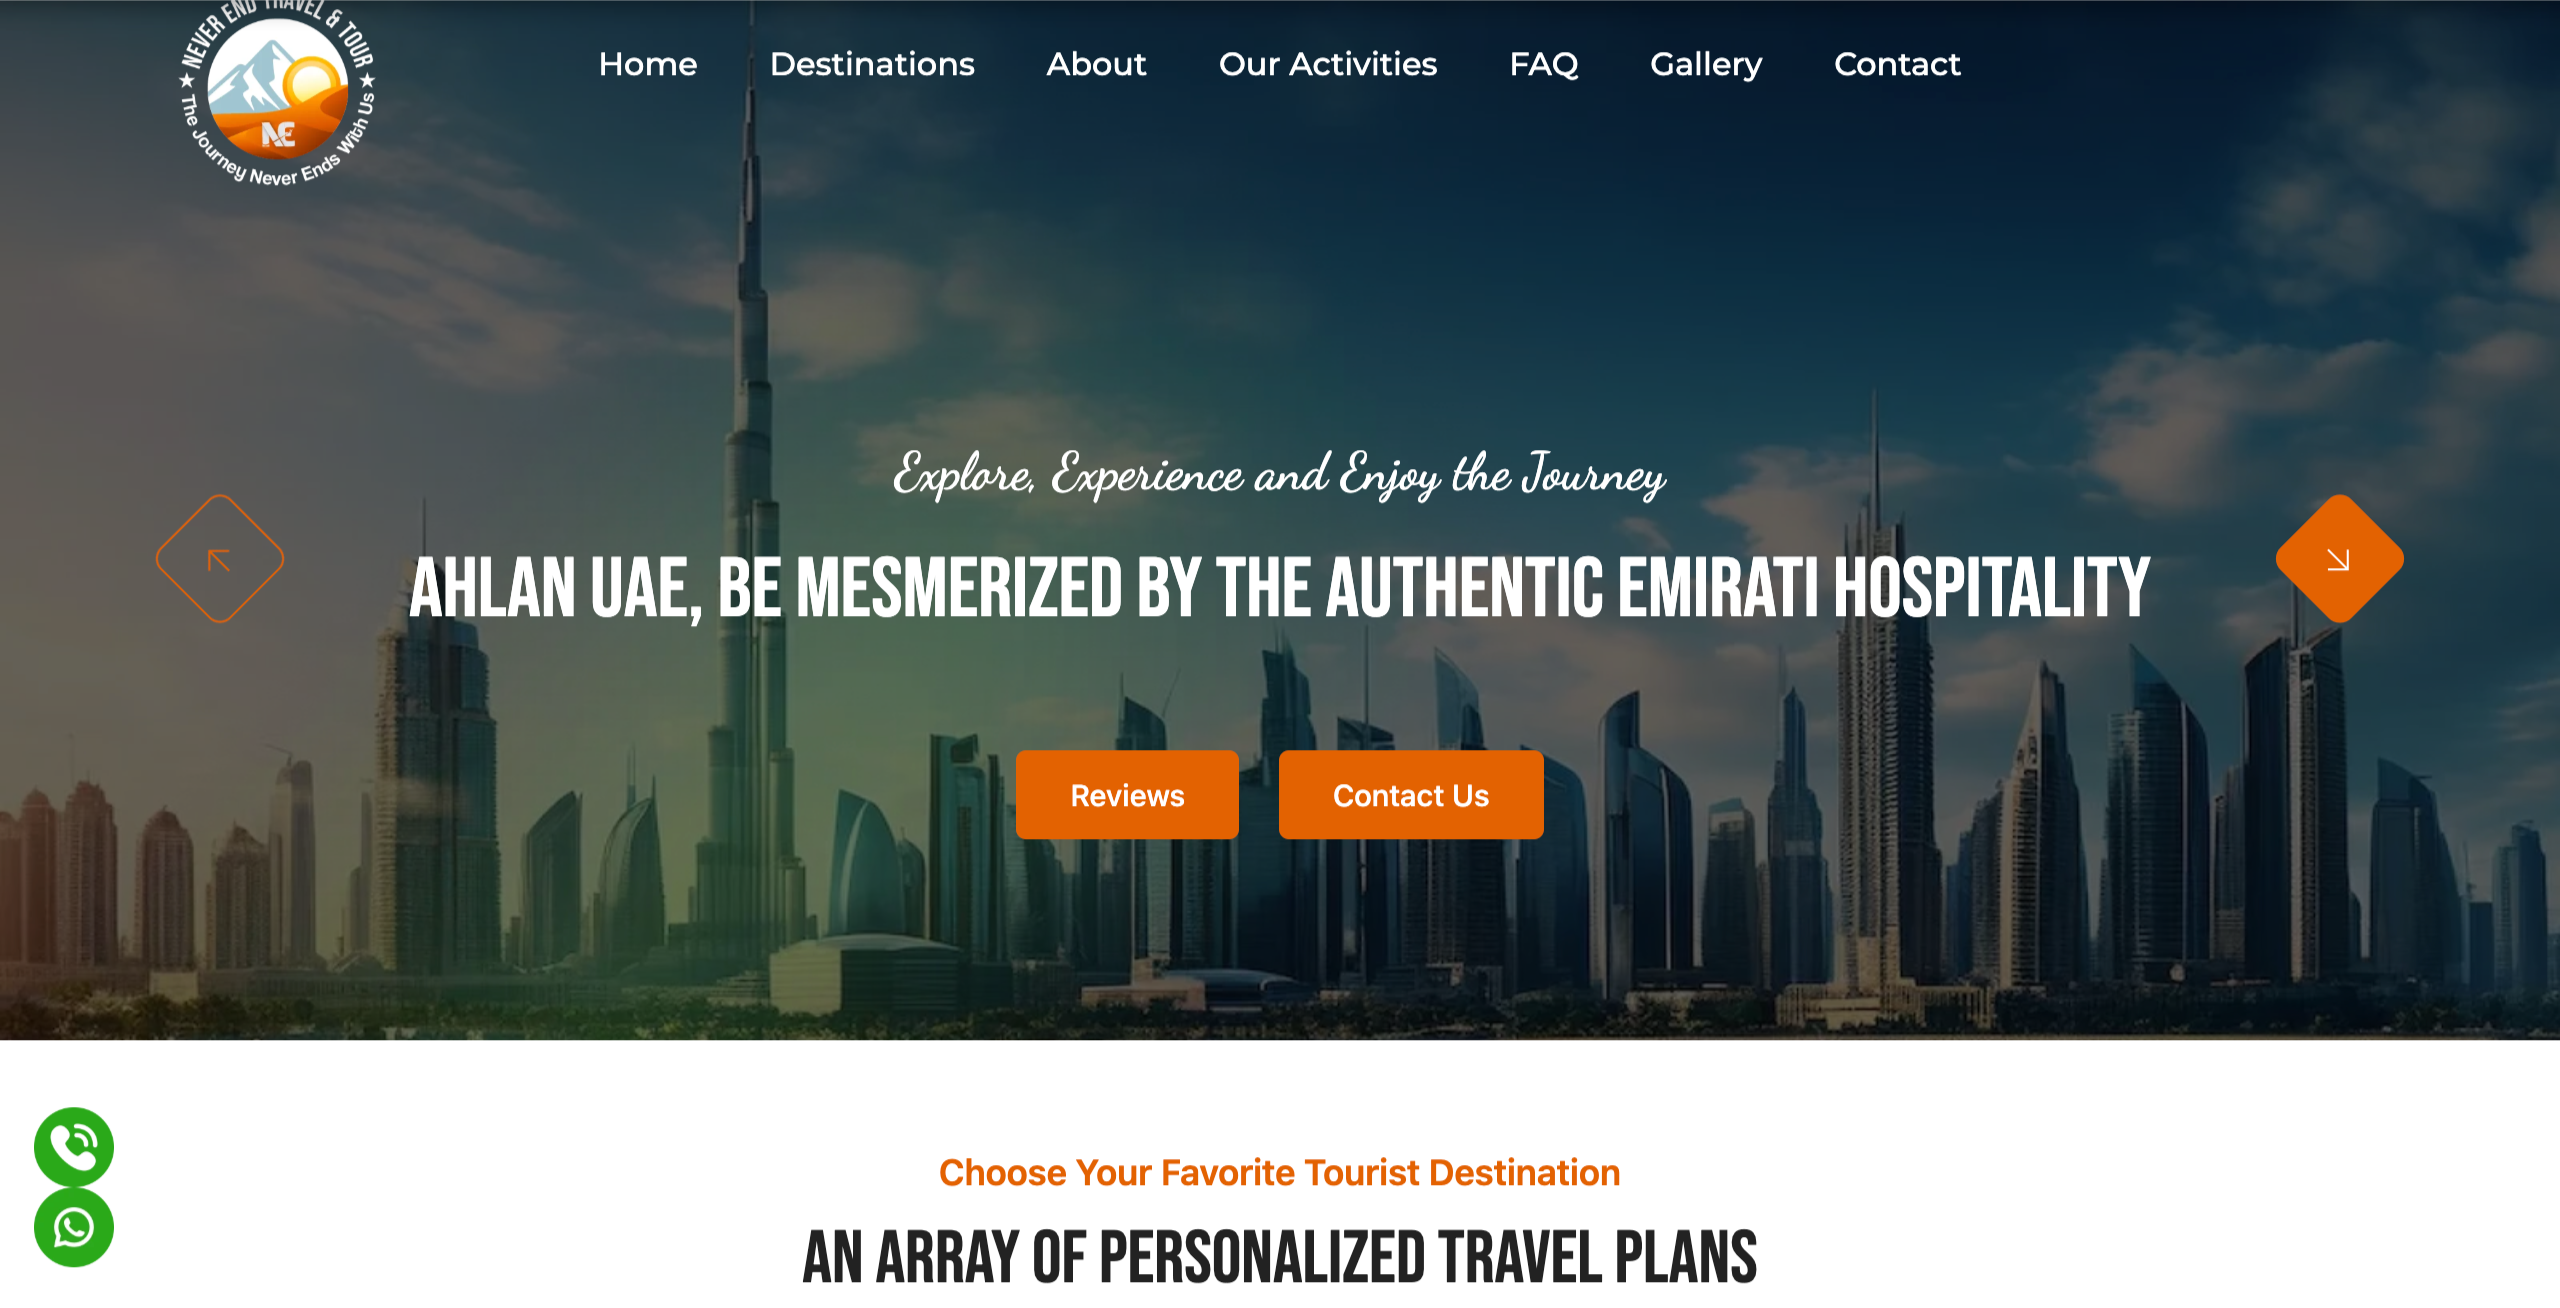 NEVER END TRAVEL & TOUR
The Journey Never Ends With Us
NE
Home Destinations About Our Activities FAQ Gallery Contact
Explore, Experience and Enjoy the Journey
AHLAN UAE, BE MESMERIZED BY THE AUTHENTIC EMIRATI HOSPITALITY
Reviews Contact Us
Choose Your Favorite Tourist Destination
AN ARRAY OF PERSONALIZED TRAVEL PLANS